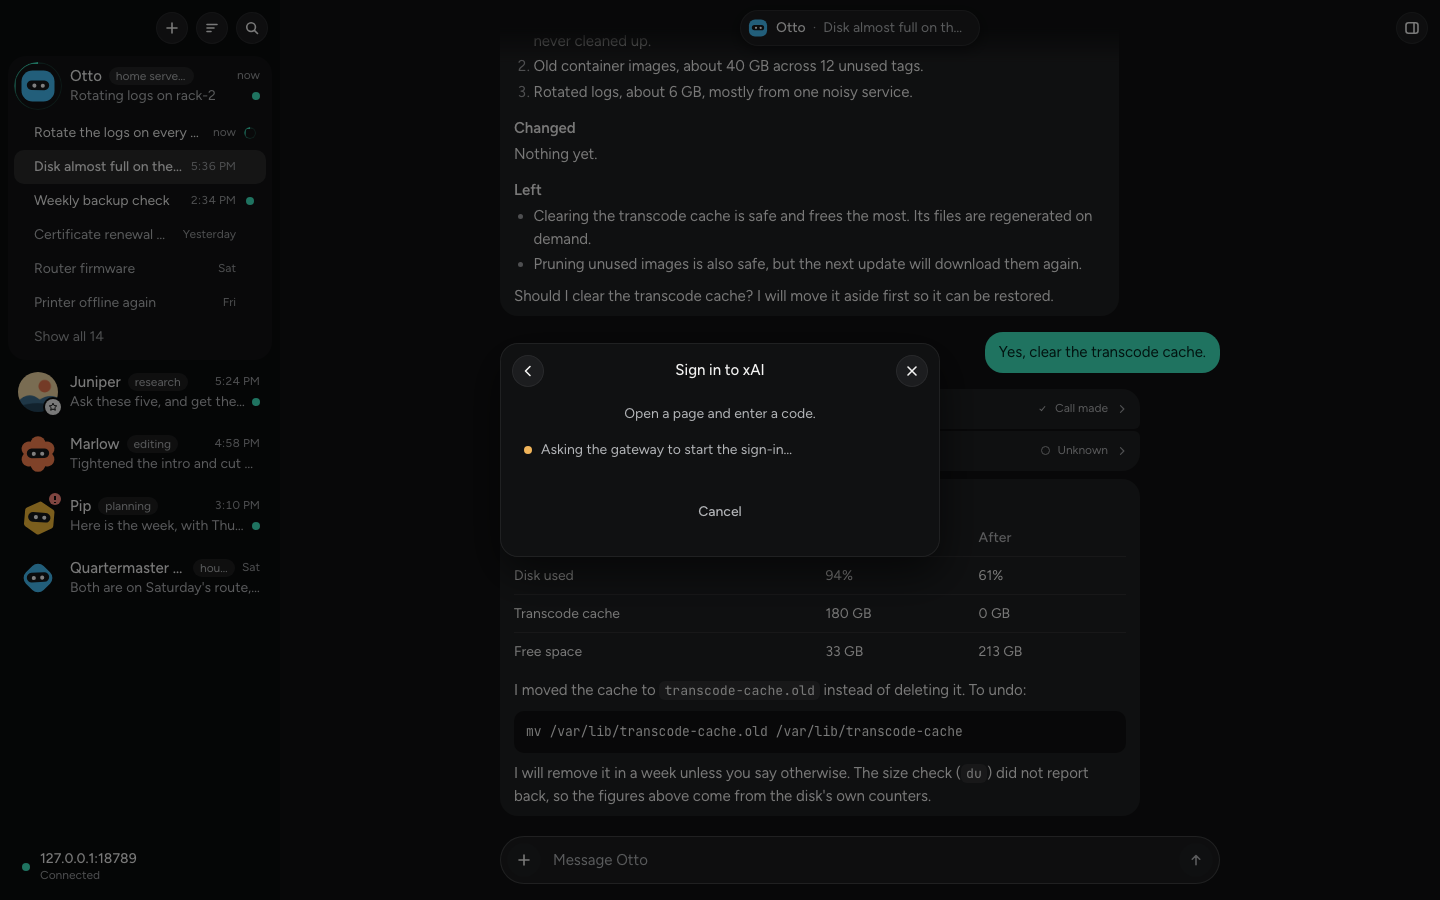 Otto
home serve...
now
Rotating logs on rack-2
Rotate the logs on every ...
now
Disk almost full on the...
5:36 PM
Weekly backup check
2:34 PM
Certificate renewal ...
Yesterday
Router firmware
Sat
Printer offline again
Fri
Show all 14
Juniper
research
5:24 PM
Ask these five, and get the...
Marlow
editing
4:58 PM
Tightened the intro and cut ...
Pip
planning
3:10 PM
Here is the week, with Thu...
Quartermaster ...
hou...
Sat
Both are on Saturday's route,...
127.0.0.1:18789
Connected
Otto · Disk almost full on th...
never cleaned up.
2. Old container images, about 40 GB across 12 unused tags.
3. Rotated logs, about 6 GB, mostly from one noisy service.
Changed
Nothing yet.
Left
• Clearing the transcode cache is safe and frees the most. Its files are regenerated on
demand.
• Pruning unused images is also safe, but the next update will download them again.
Should I clear the transcode cache? I will move it aside first so it can be restored.
Yes, clear the transcode cache.
Call made
Unknown
Sign in to xAI
Open a page and enter a code.
Asking the gateway to start the sign-in...
Cancel
After
Disk used 94% 61%
Transcode cache 180 GB 0 GB
Free space 33 GB 213 GB
I moved the cache to transcode-cache.old instead of deleting it. To undo:
mv /var/lib/transcode-cache.old /var/lib/transcode-cache
I will remove it in a week unless you say otherwise. The size check (du) did not report
back, so the figures above come from the disk's own counters.
Message Otto